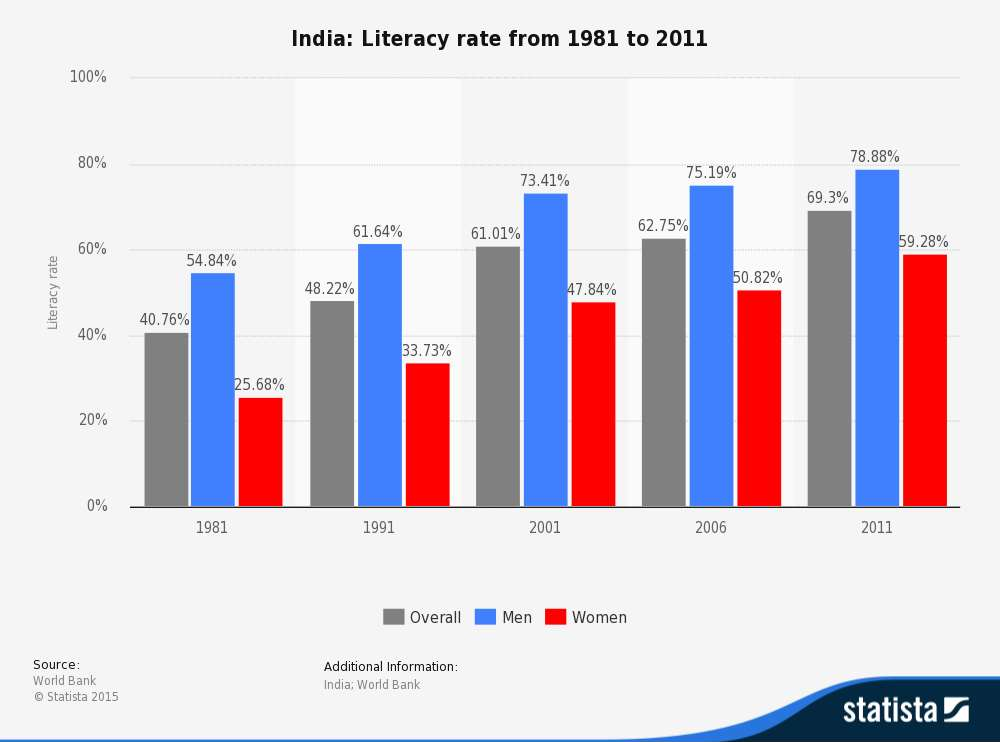 India: Literacy rate from 1981 to 2011
100%
80%
60%
40%
20%
0%
Literacy rate
40.76%
54.84%
25.68%
48.22%
61.64%
33.73%
61.01%
73.41%
47.84%
62.75%
75.19%
50.82%
69.3%
78.88%
59.28%
1981
1991
2001
2006
2011
Overall Men Women
Source:
World Bank
© Statista 2015
Additional Information:
India; World Bank
statista